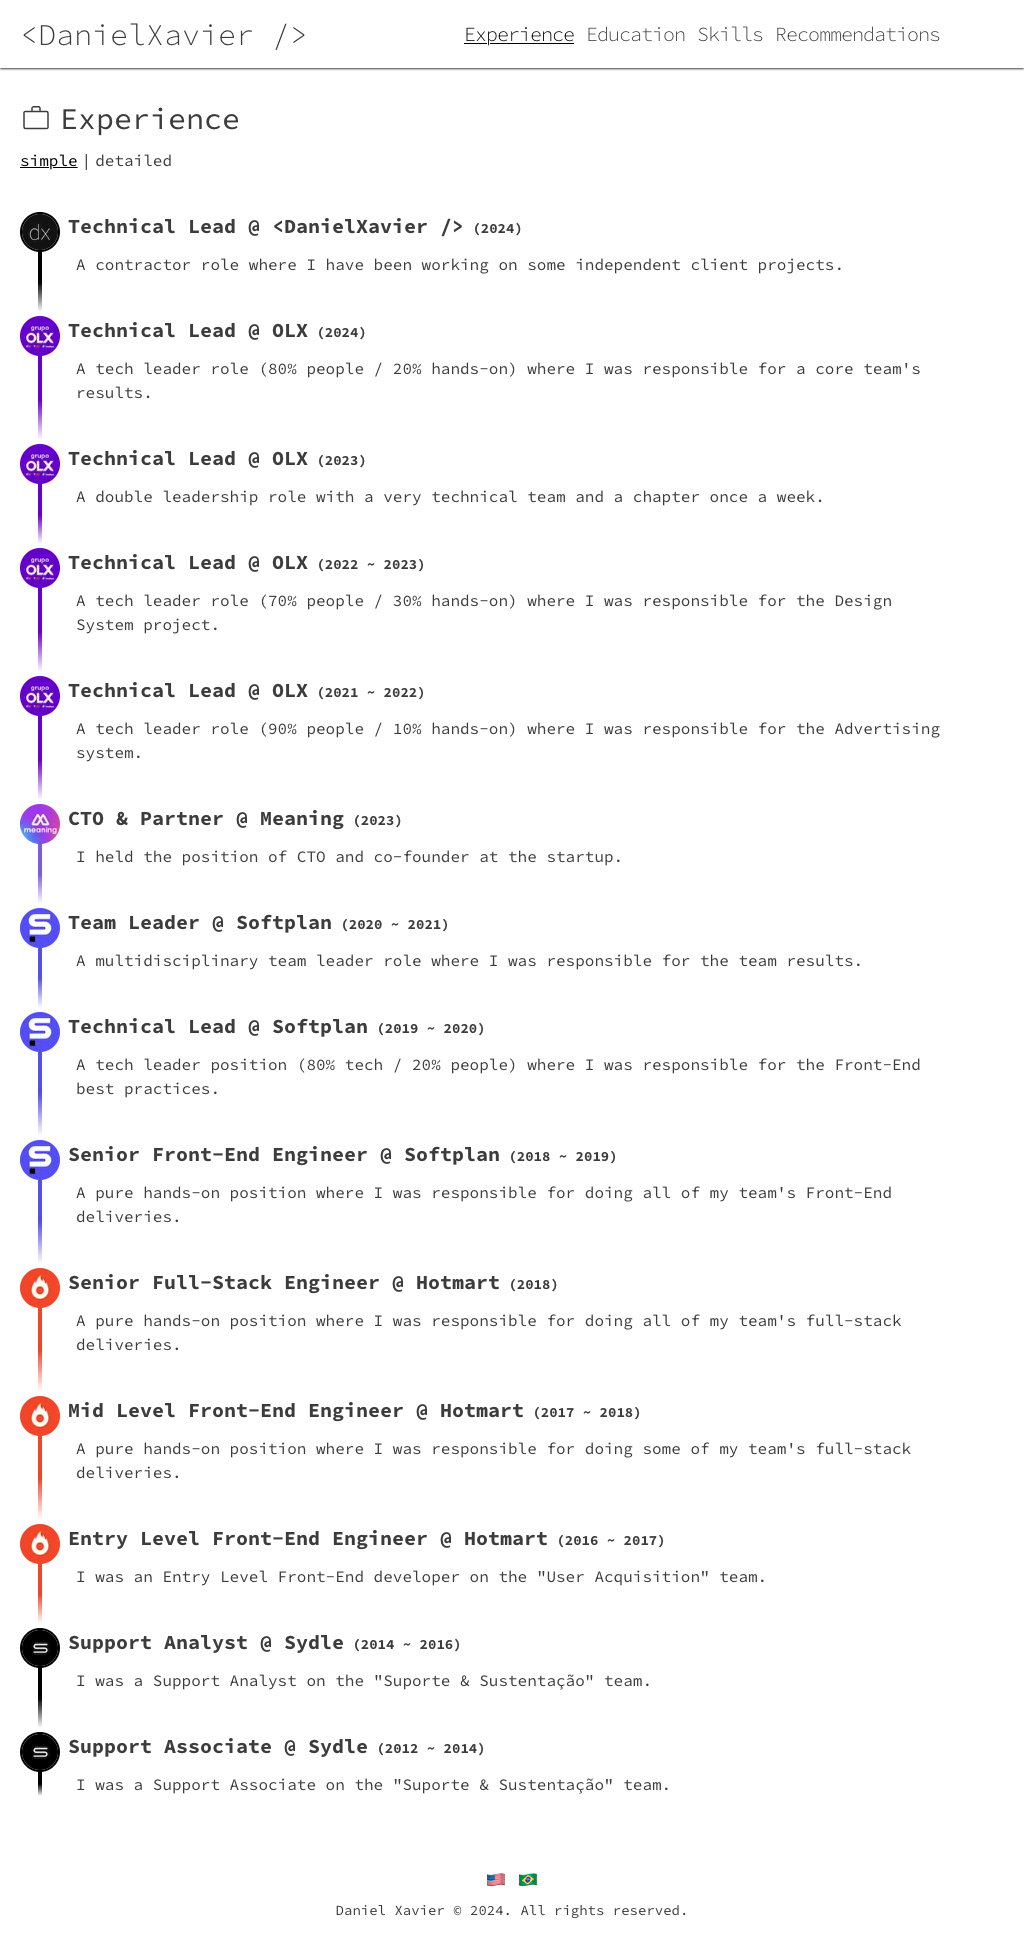 <DanielXavier />
Experience Education Skills Recommendations
Experience
simple | detailed
dx
Technical Lead @ <DanielXavier /> (2024)
A contractor role where I have been working on some independent client projects.
grupo
OLX
Technical Lead @ OLX (2024)
A tech leader role (80% people / 20% hands-on) where I was responsible for a core team's
results.
grupo
OLX
Technical Lead @ OLX (2023)
A double leadership role with a very technical team and a chapter once a week.
grupo
OLX
Technical Lead @ OLX (2022 ~ 2023)
A tech leader role (70% people / 30% hands-on) where I was responsible for the Design
System project.
grupo
OLX
Technical Lead @ OLX (2021 ~ 2022)
A tech leader role (90% people / 10% hands-on) where I was responsible for the Advertising
system.
meaning
CTO & Partner @ Meaning (2023)
I held the position of CTO and co-founder at the startup.
Team Leader @ Softplan (2020 ~ 2021)
A multidisciplinary team leader role where I was responsible for the team results.
Technical Lead @ Softplan (2019 ~ 2020)
A tech leader position (80% tech / 20% people) where I was responsible for the Front-End
best practices.
Senior Front-End Engineer @ Softplan (2018 ~ 2019)
A pure hands-on position where I was responsible for doing all of my team's Front-End
deliveries.
Senior Full-Stack Engineer @ Hotmart (2018)
A pure hands-on position where I was responsible for doing all of my team's full-stack
deliveries.
Mid Level Front-End Engineer @ Hotmart (2017 ~ 2018)
A pure hands-on position where I was responsible for doing some of my team's full-stack
deliveries.
Entry Level Front-End Engineer @ Hotmart (2016 ~ 2017)
I was an Entry Level Front-End developer on the "User Acquisition" team.
Support Analyst @ Sydle (2014 ~ 2016)
I was a Support Analyst on the "Suporte & Sustentação" team.
Support Associate @ Sydle (2012 ~ 2014)
I was a Support Associate on the "Suporte & Sustentação" team.
Daniel Xavier © 2024. All rights reserved.